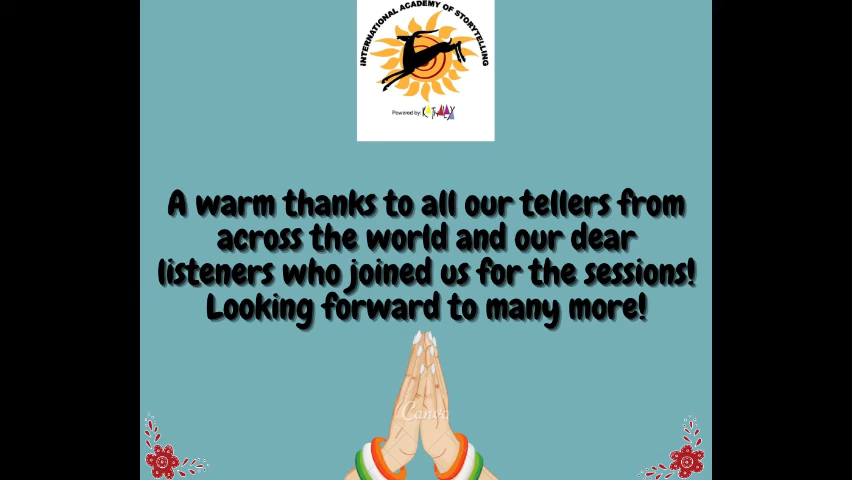 INTERNATIONAL ACADEMY OF STORYTELLING
Powered by:
A warm thanks to all our tellers from
across the world and our dear
listeners who joined us for the sessions!
Looking forward to many more!
Canva